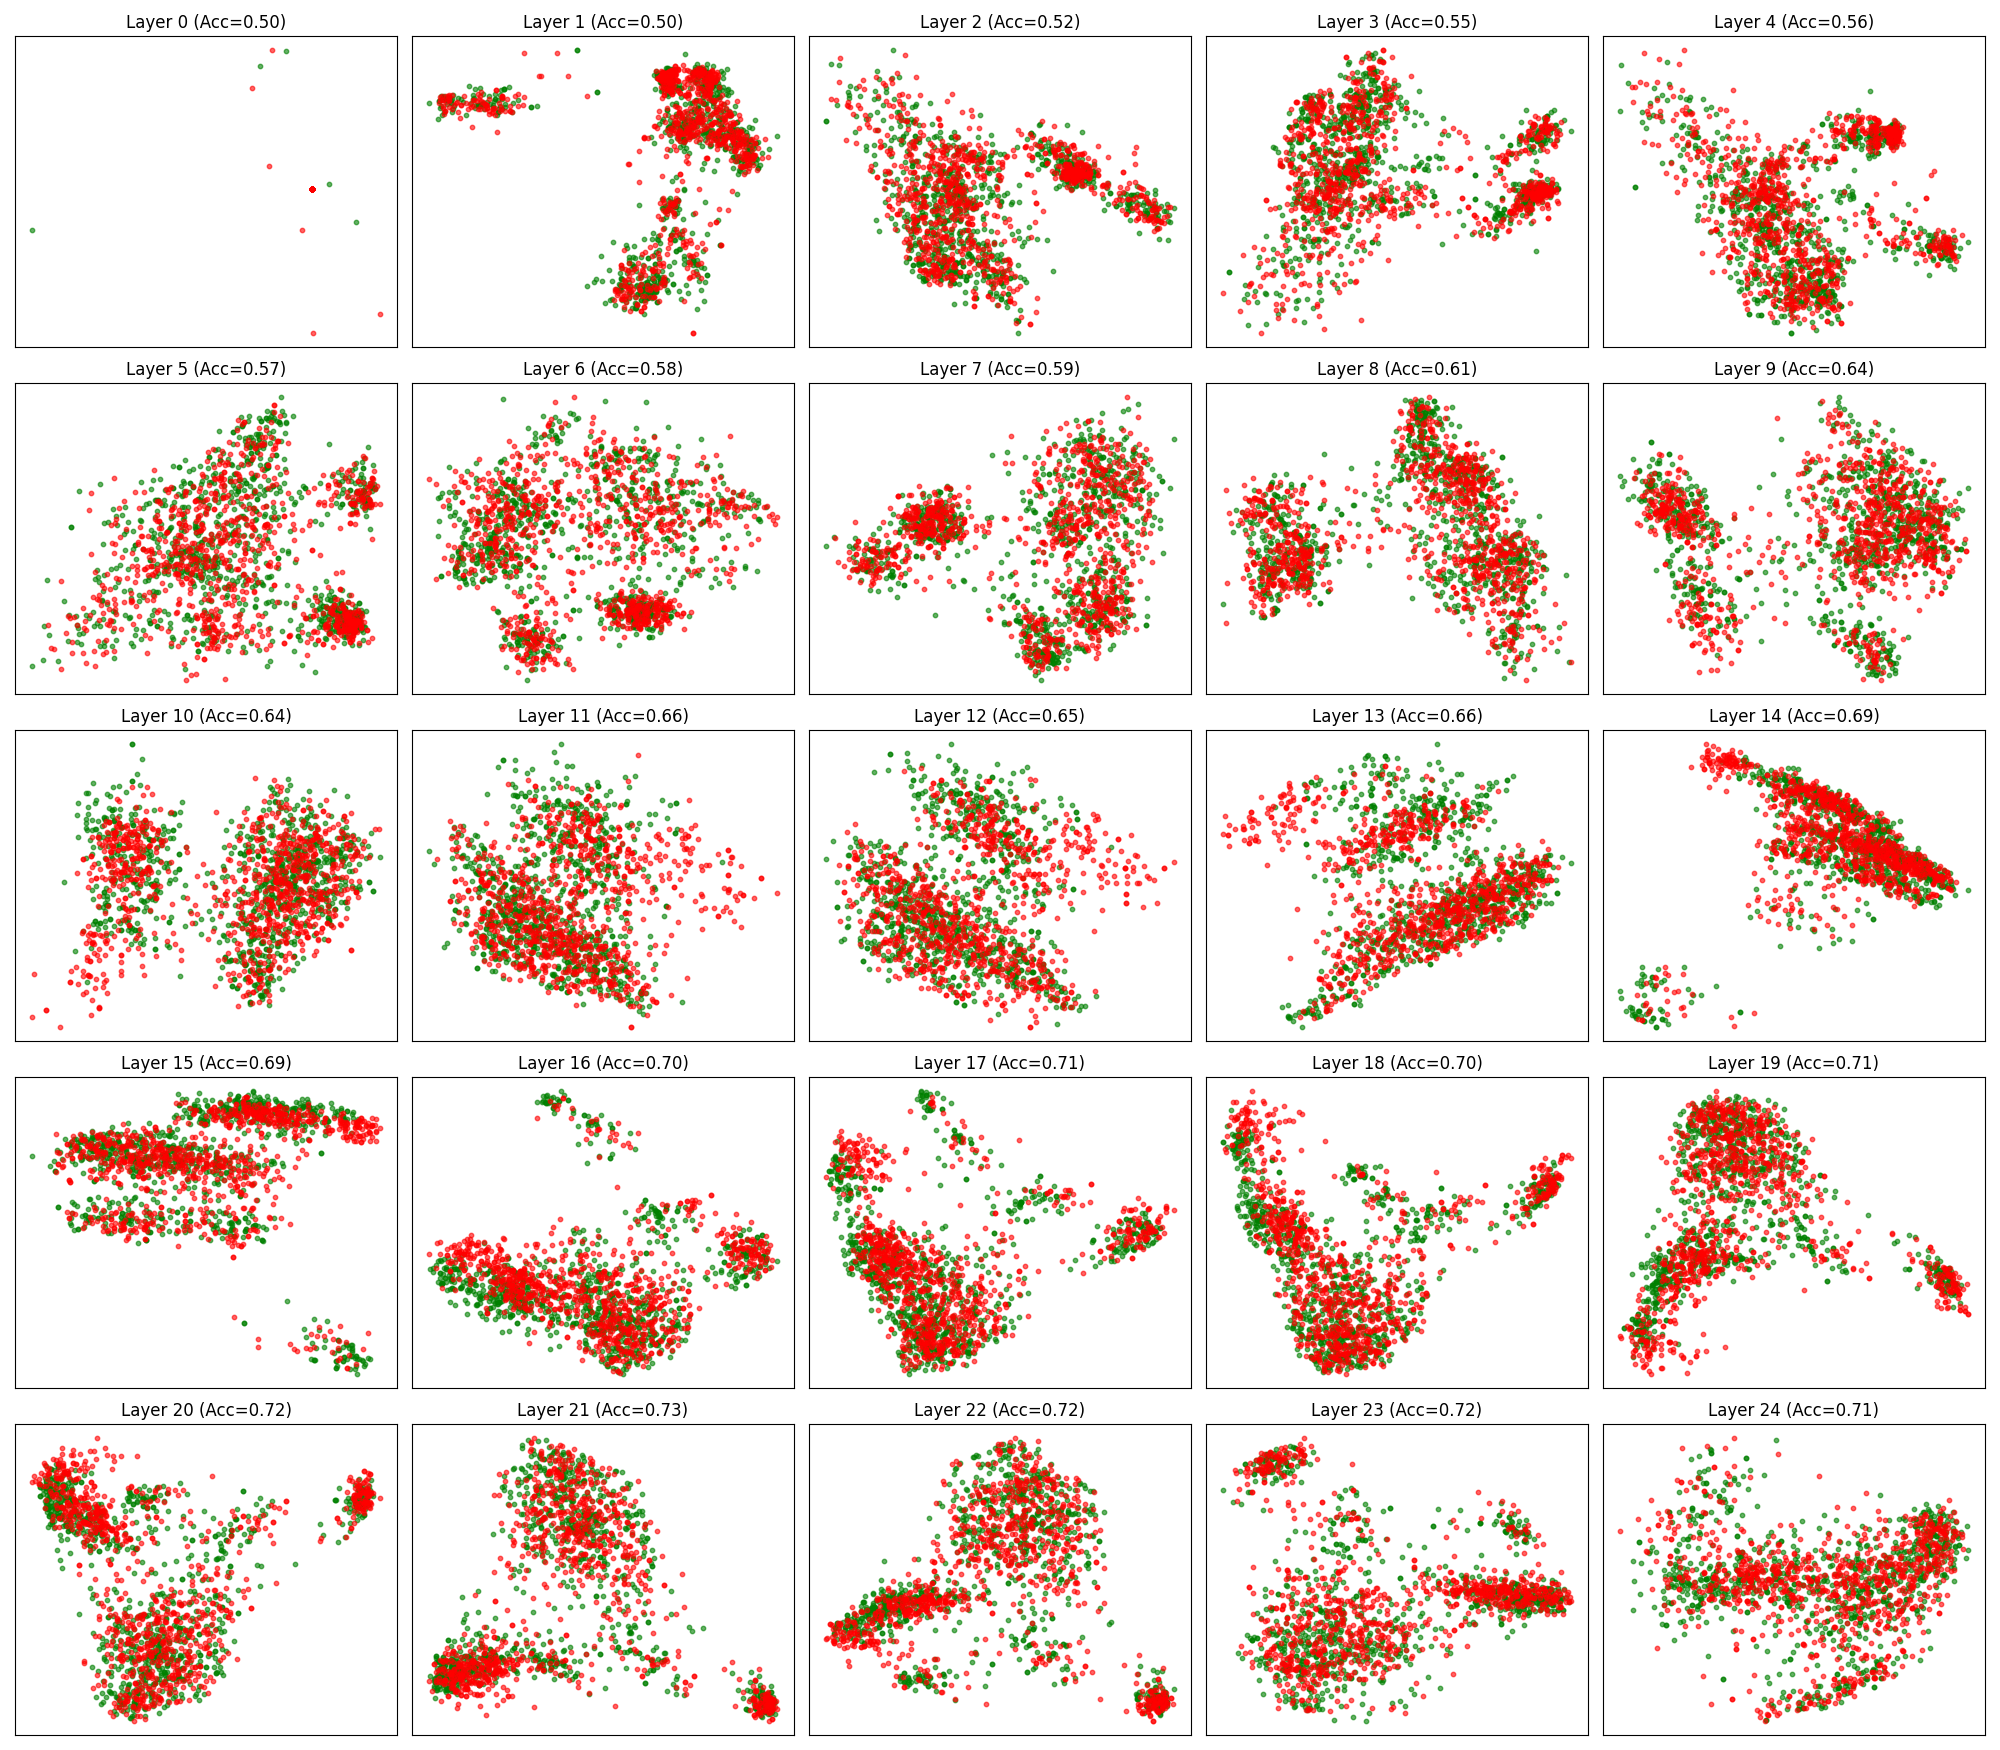 Layer 0 (Acc=0.50)
Layer 1 (Acc=0.50)
Layer 2 (Acc=0.52)
Layer 3 (Acc=0.55)
Layer 4 (Acc=0.56)
Layer 5 (Acc=0.57)
Layer 6 (Acc=0.58)
Layer 7 (Acc=0.59)
Layer 8 (Acc=0.61)
Layer 9 (Acc=0.64)
Layer 10 (Acc=0.64)
Layer 11 (Acc=0.66)
Layer 12 (Acc=0.65)
Layer 13 (Acc=0.66)
Layer 14 (Acc=0.69)
Layer 15 (Acc=0.69)
Layer 16 (Acc=0.70)
Layer 17 (Acc=0.71)
Layer 18 (Acc=0.70)
Layer 19 (Acc=0.71)
Layer 20 (Acc=0.72)
Layer 21 (Acc=0.73)
Layer 22 (Acc=0.72)
Layer 23 (Acc=0.72)
Layer 24 (Acc=0.71)